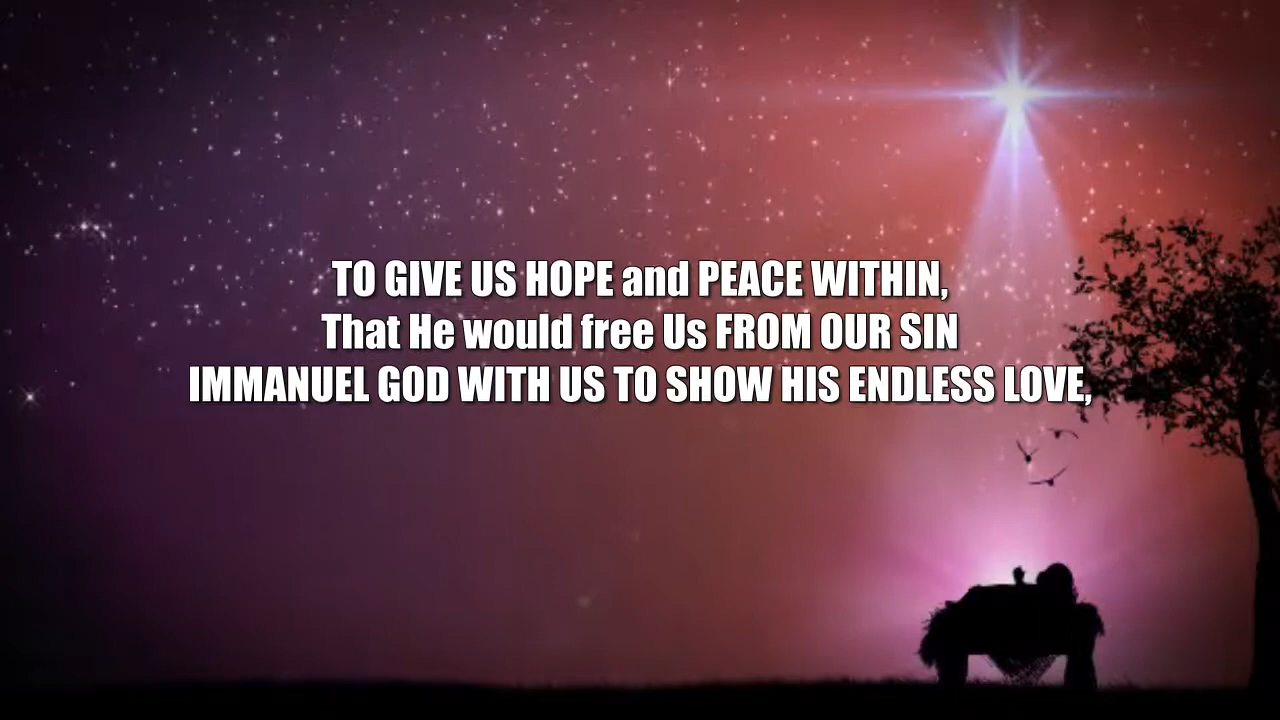 TO GIVE US HOPE and PEACE WITHIN,
That He would free Us FROM OUR SIN
IMMANUEL GOD WITH US TO SHOW HIS ENDLESS LOVE,